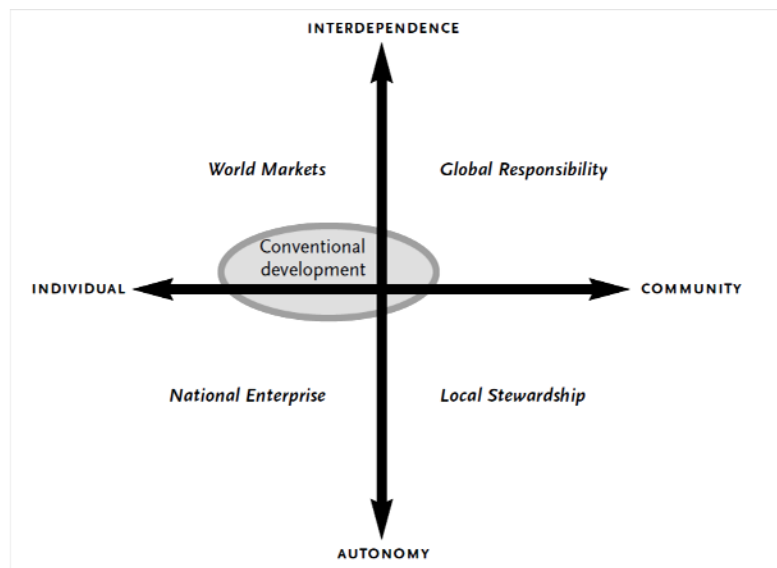 INTERDEPENDENCE
World Markets
Global Responsibility
Conventional
development
INDIVIDUAL
COMMUNITY
National Enterprise
Local Stewardship
AUTONOMY